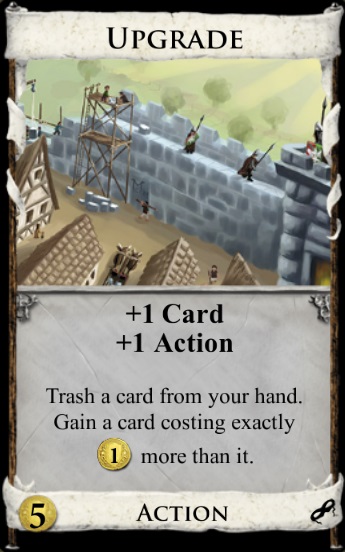 UPGRADE
+1 Card
+1 Action
Trash a card from your hand.
Gain a card costing exactly
1 more than it.
5 ACTION